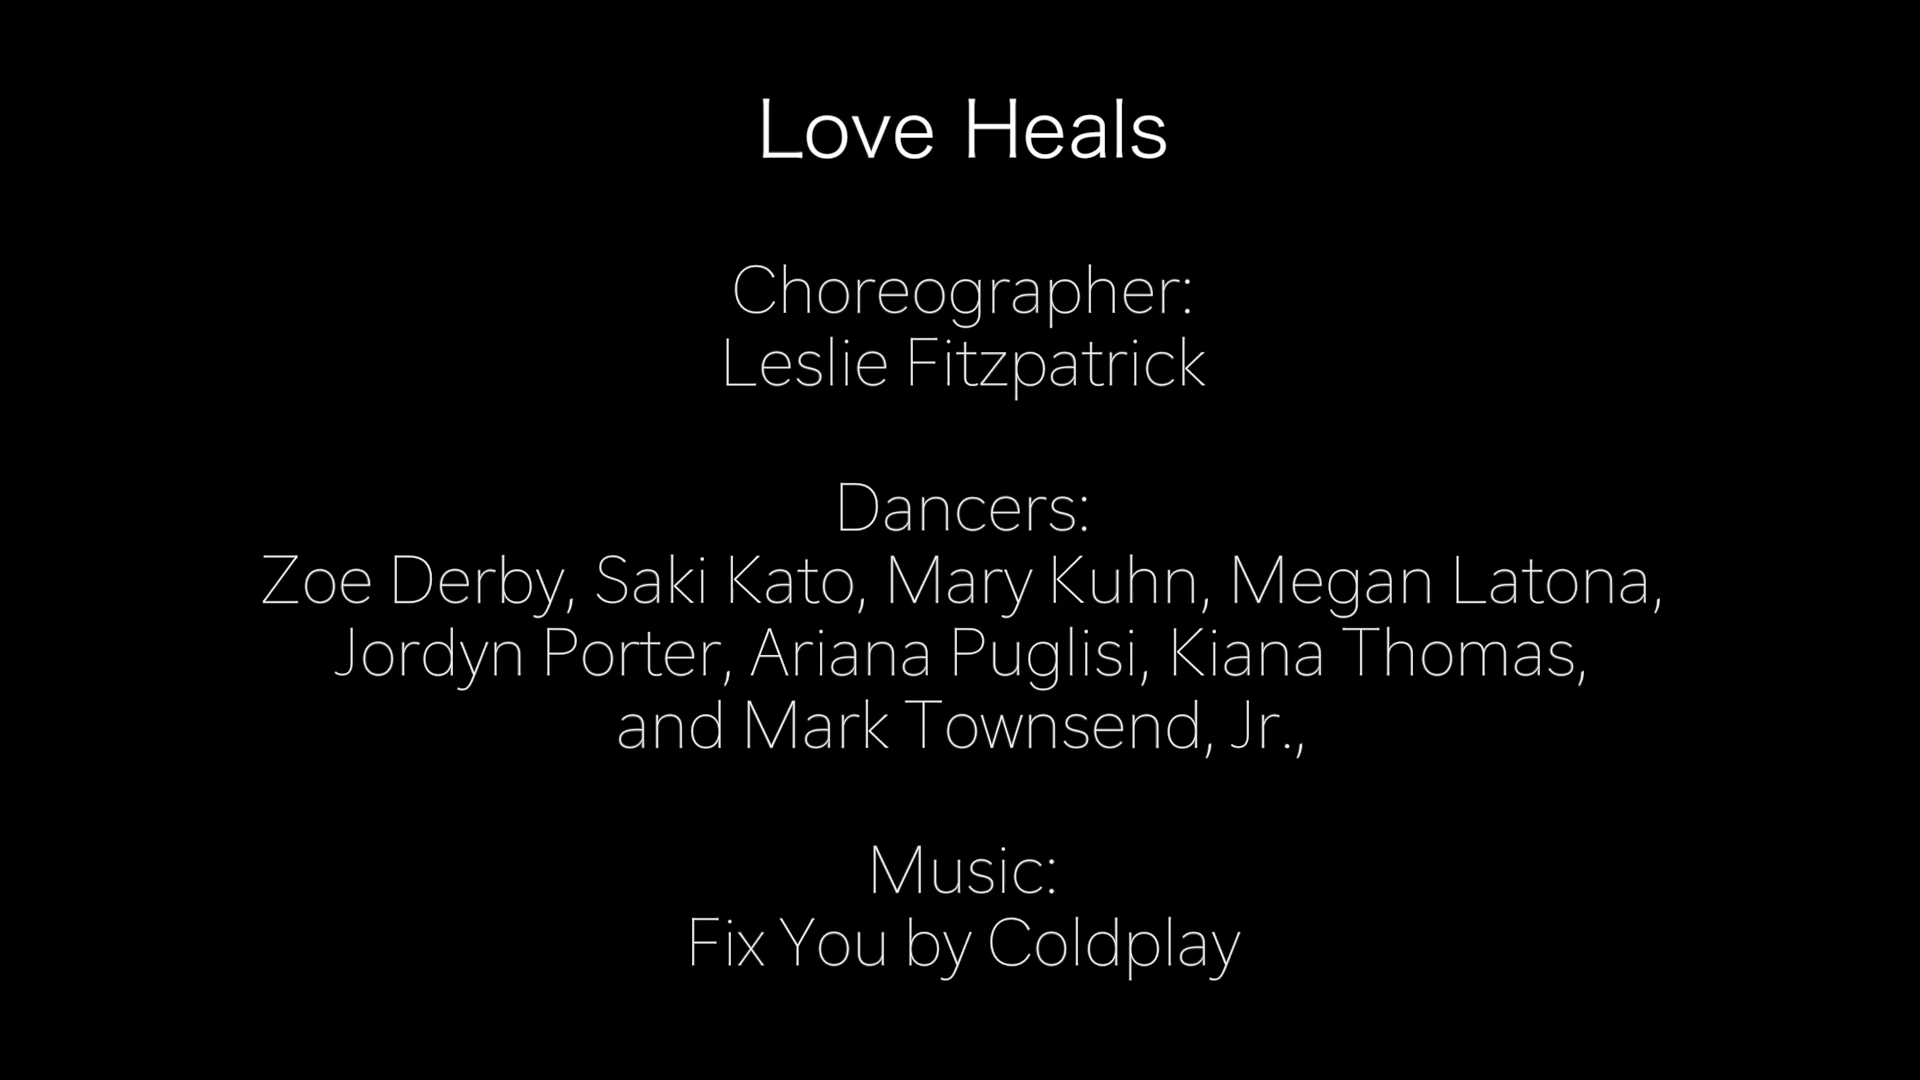 Love Heals
Choreographer:
Leslie Fitzpatrick
Dancers:
Zoe Derby, Saki Kato, Mary Kuhn, Megan Latona,
Jordyn Porter, Ariana Puglisi, Kiana Thomas,
and Mark Townsend, Jr.,
Music:
Fix You by Coldplay